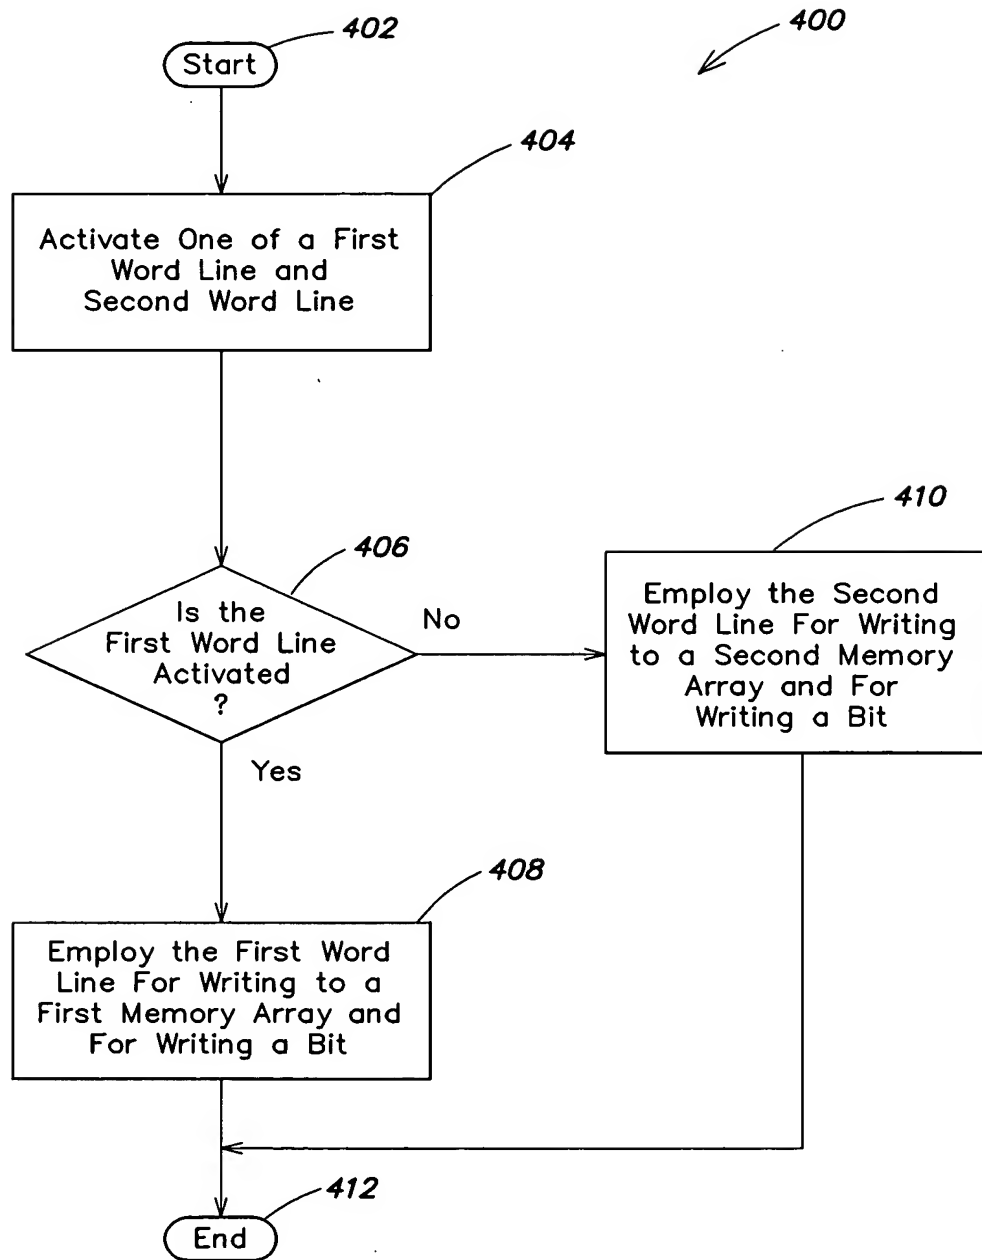 402
Start
400
404
Activate One of a First
Word Line and
Second Word Line
406
Is the
First Word Line
Activated
?
No
Yes
410
Employ the Second
Word Line For Writing
to a Second Memory
Array and For
Writing a Bit
408
Employ the First Word
Line For Writing to a
First Memory Array and
For Writing a Bit
412
End